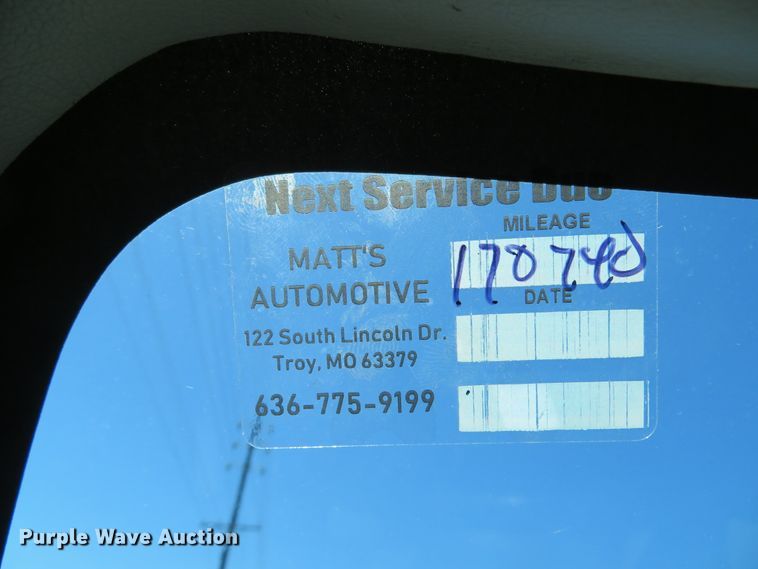 Next Service Due
MILEAGE
170740
MATT'S
AUTOMOTIVE
DATE
122 South Lincoln Dr.
Troy, MO 63379
636-775-9199
Purple Wave Auction